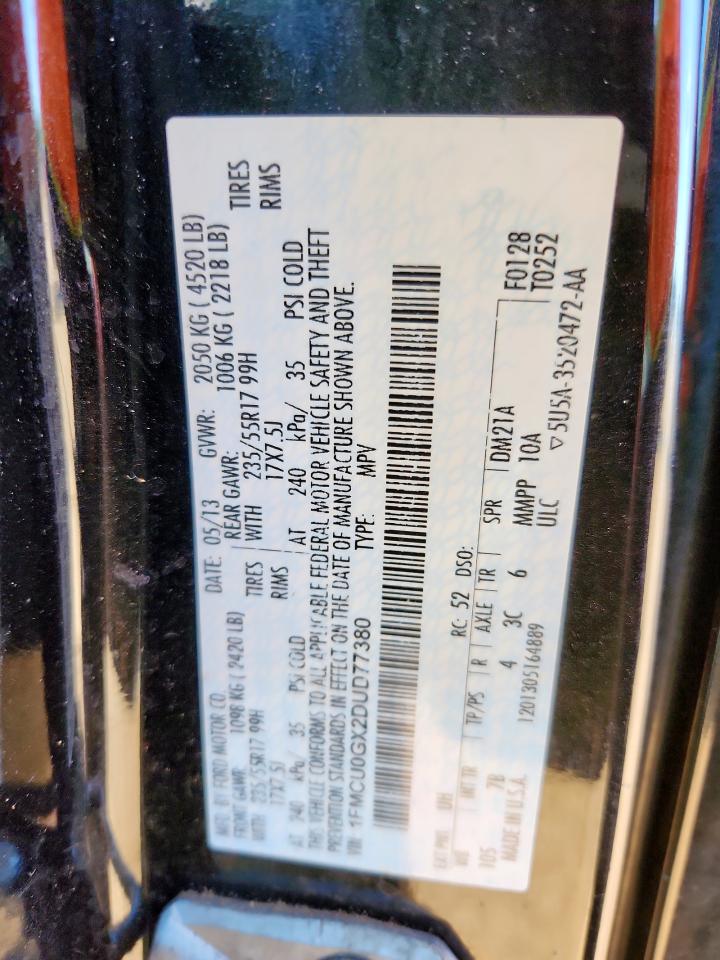 MFD. BY FORD MOTOR CO. DATE: 05/13 GVWR: 2050 KG ( 4520 LB)
FRONT GAWR: 1098 KG ( 2420 LB) REAR GAWR: 1006 KG ( 2218 LB)
WITH 235/55R17 99H TIRES WITH 235/55R17 99H TIRES
17X7.5J RIMS 17X7.5J RIMS
AT 240 kPa/ 35 PSI COLD AT 240 kPa/ 35 PSI COLD
THIS VEHICLE CONFORMS TO ALL APPLICABLE FEDERAL MOTOR VEHICLE SAFETY AND THEFT
PREVENTION STANDARDS IN EFFECT ON THE DATE OF MANUFACTURE SHOWN ABOVE.
VIN: 1FMCU0GX2DUD77380 TYPE: MPV
EXT PNT: UH RC: 52 DSO:
WB INT TR TP/PS R AXLE TR SPR DM21A F0128
105 7B 4 3C 6 MMPP 10A T0252
MADE IN U.S.A. 1201305164889 ULC
▽5U5A-3520472-AA